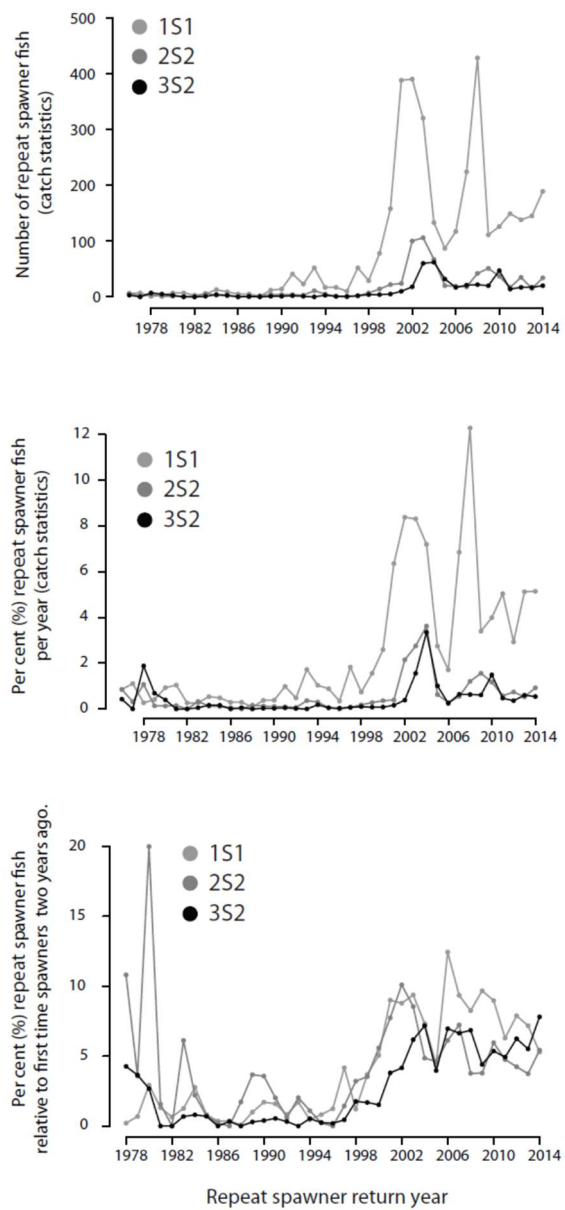 Number of repeat spawner fish
(catch statistics)
500
400
300
200
100
0
1S1
2S2
3S2
1978 1982 1986 1990 1994 1998 2002 2006 2010 2014
Per cent (%) repeat spawner fish
per year (catch statistics)
12
10
8
6
4
2
0
1S1
2S2
3S2
1978 1982 1986 1990 1994 1998 2002 2006 2010 2014
Per cent (%) repeat spawner fish
relative to first time spawners two years ago.
20
15
10
5
0
1S1
2S2
3S2
1978 1982 1986 1990 1994 1998 2002 2006 2010 2014
Repeat spawner return year